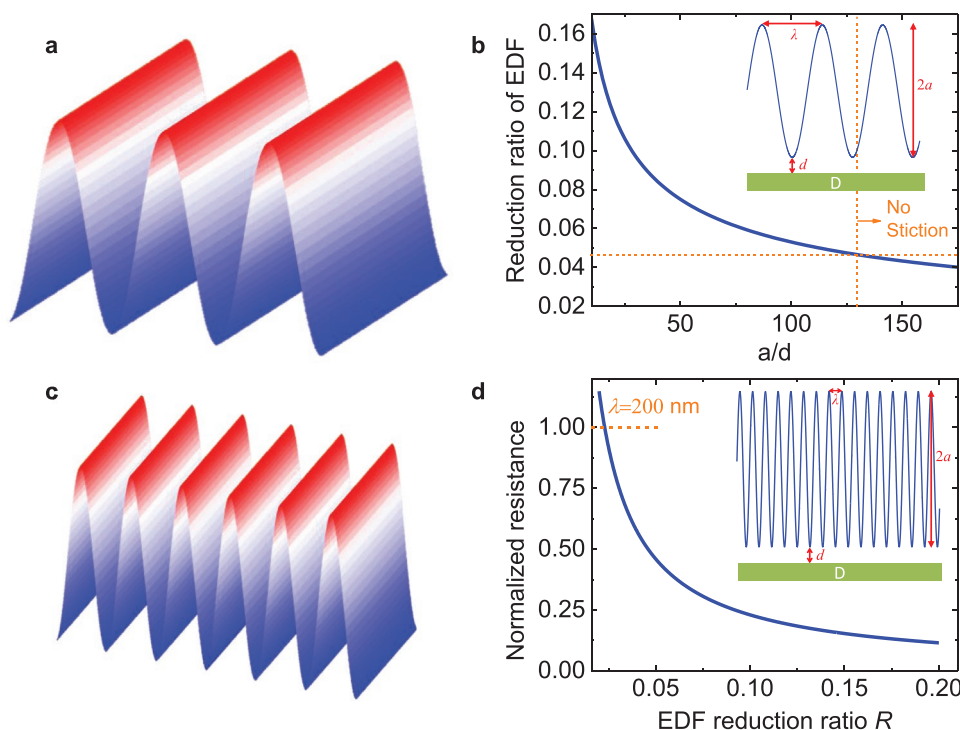 a
b
Reduction ratio of EDF
0.16
0.14
0.12
0.10
0.08
0.06
0.04
0.02
λ
2a
d
D
No
Stiction
50
100
150
a/d
c
d
Normalized resistance
1.00
0.75
0.50
0.25
0.00
λ=200 nm
λ
2a
d
D
0.05
0.10
0.15
0.20
EDF reduction ratio R